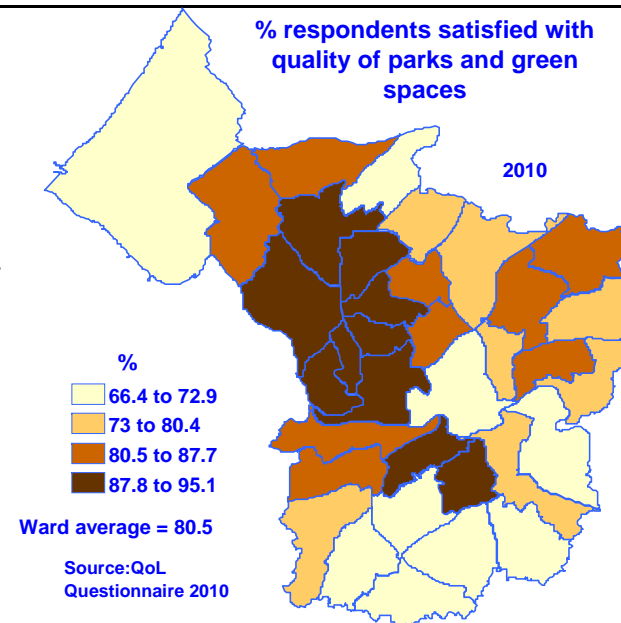 % respondents satisfied with
quality of parks and green
spaces
2010
%
66.4 to 72.9
73 to 80.4
80.5 to 87.7
87.8 to 95.1
Ward average = 80.5
Source:QoL
Questionnaire 2010